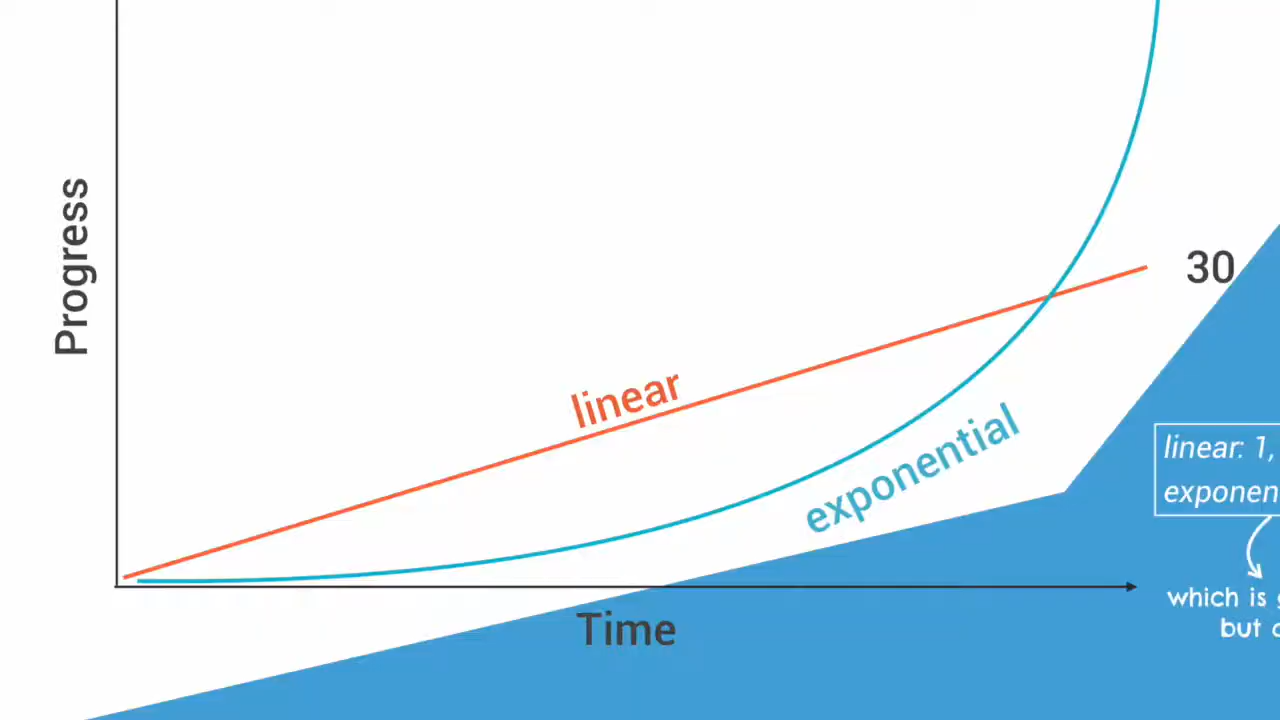 Progress
30
linear
exponential
linear: 1,
exponen
Time
which is
but